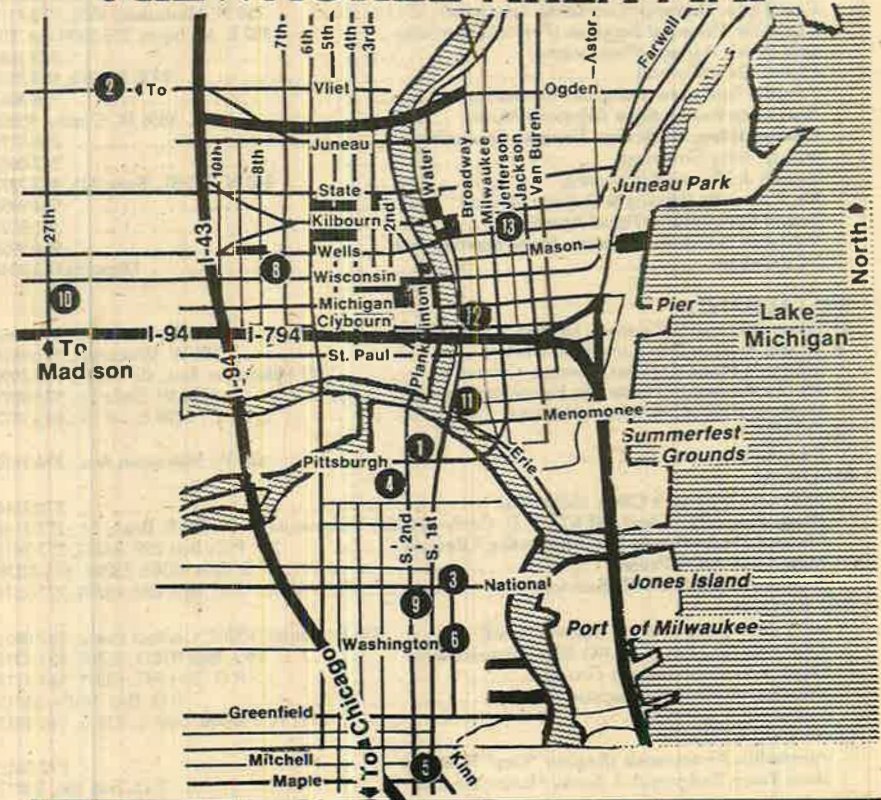 7th
6th
5th
4th
3rd
Astor
Farwell
2
To
Vliet
Ogden
Juneau
10th
8th
Water
Broadway
Milwaukee
Jefferson
Jackson
Van Buren
State
Juneau Park
27th
Kilbourn
2nd
13
I-43
Wells
Mason
North
8
Wisconsin
10
Michigan
Plankinton
12
Pier
Clybourn
Lake
Michigan
I-94
I-794
To
Madison
St. Paul
I-94
11
Menomonee
Summerfest
Grounds
1
Erie
Pittsburgh
4
S. 2nd
S. 1st
3
National
Jones Island
9
Port of Milwaukee
Washington
6
To Chicago
Greenfield
Mitchell
5
Kinn
Maple